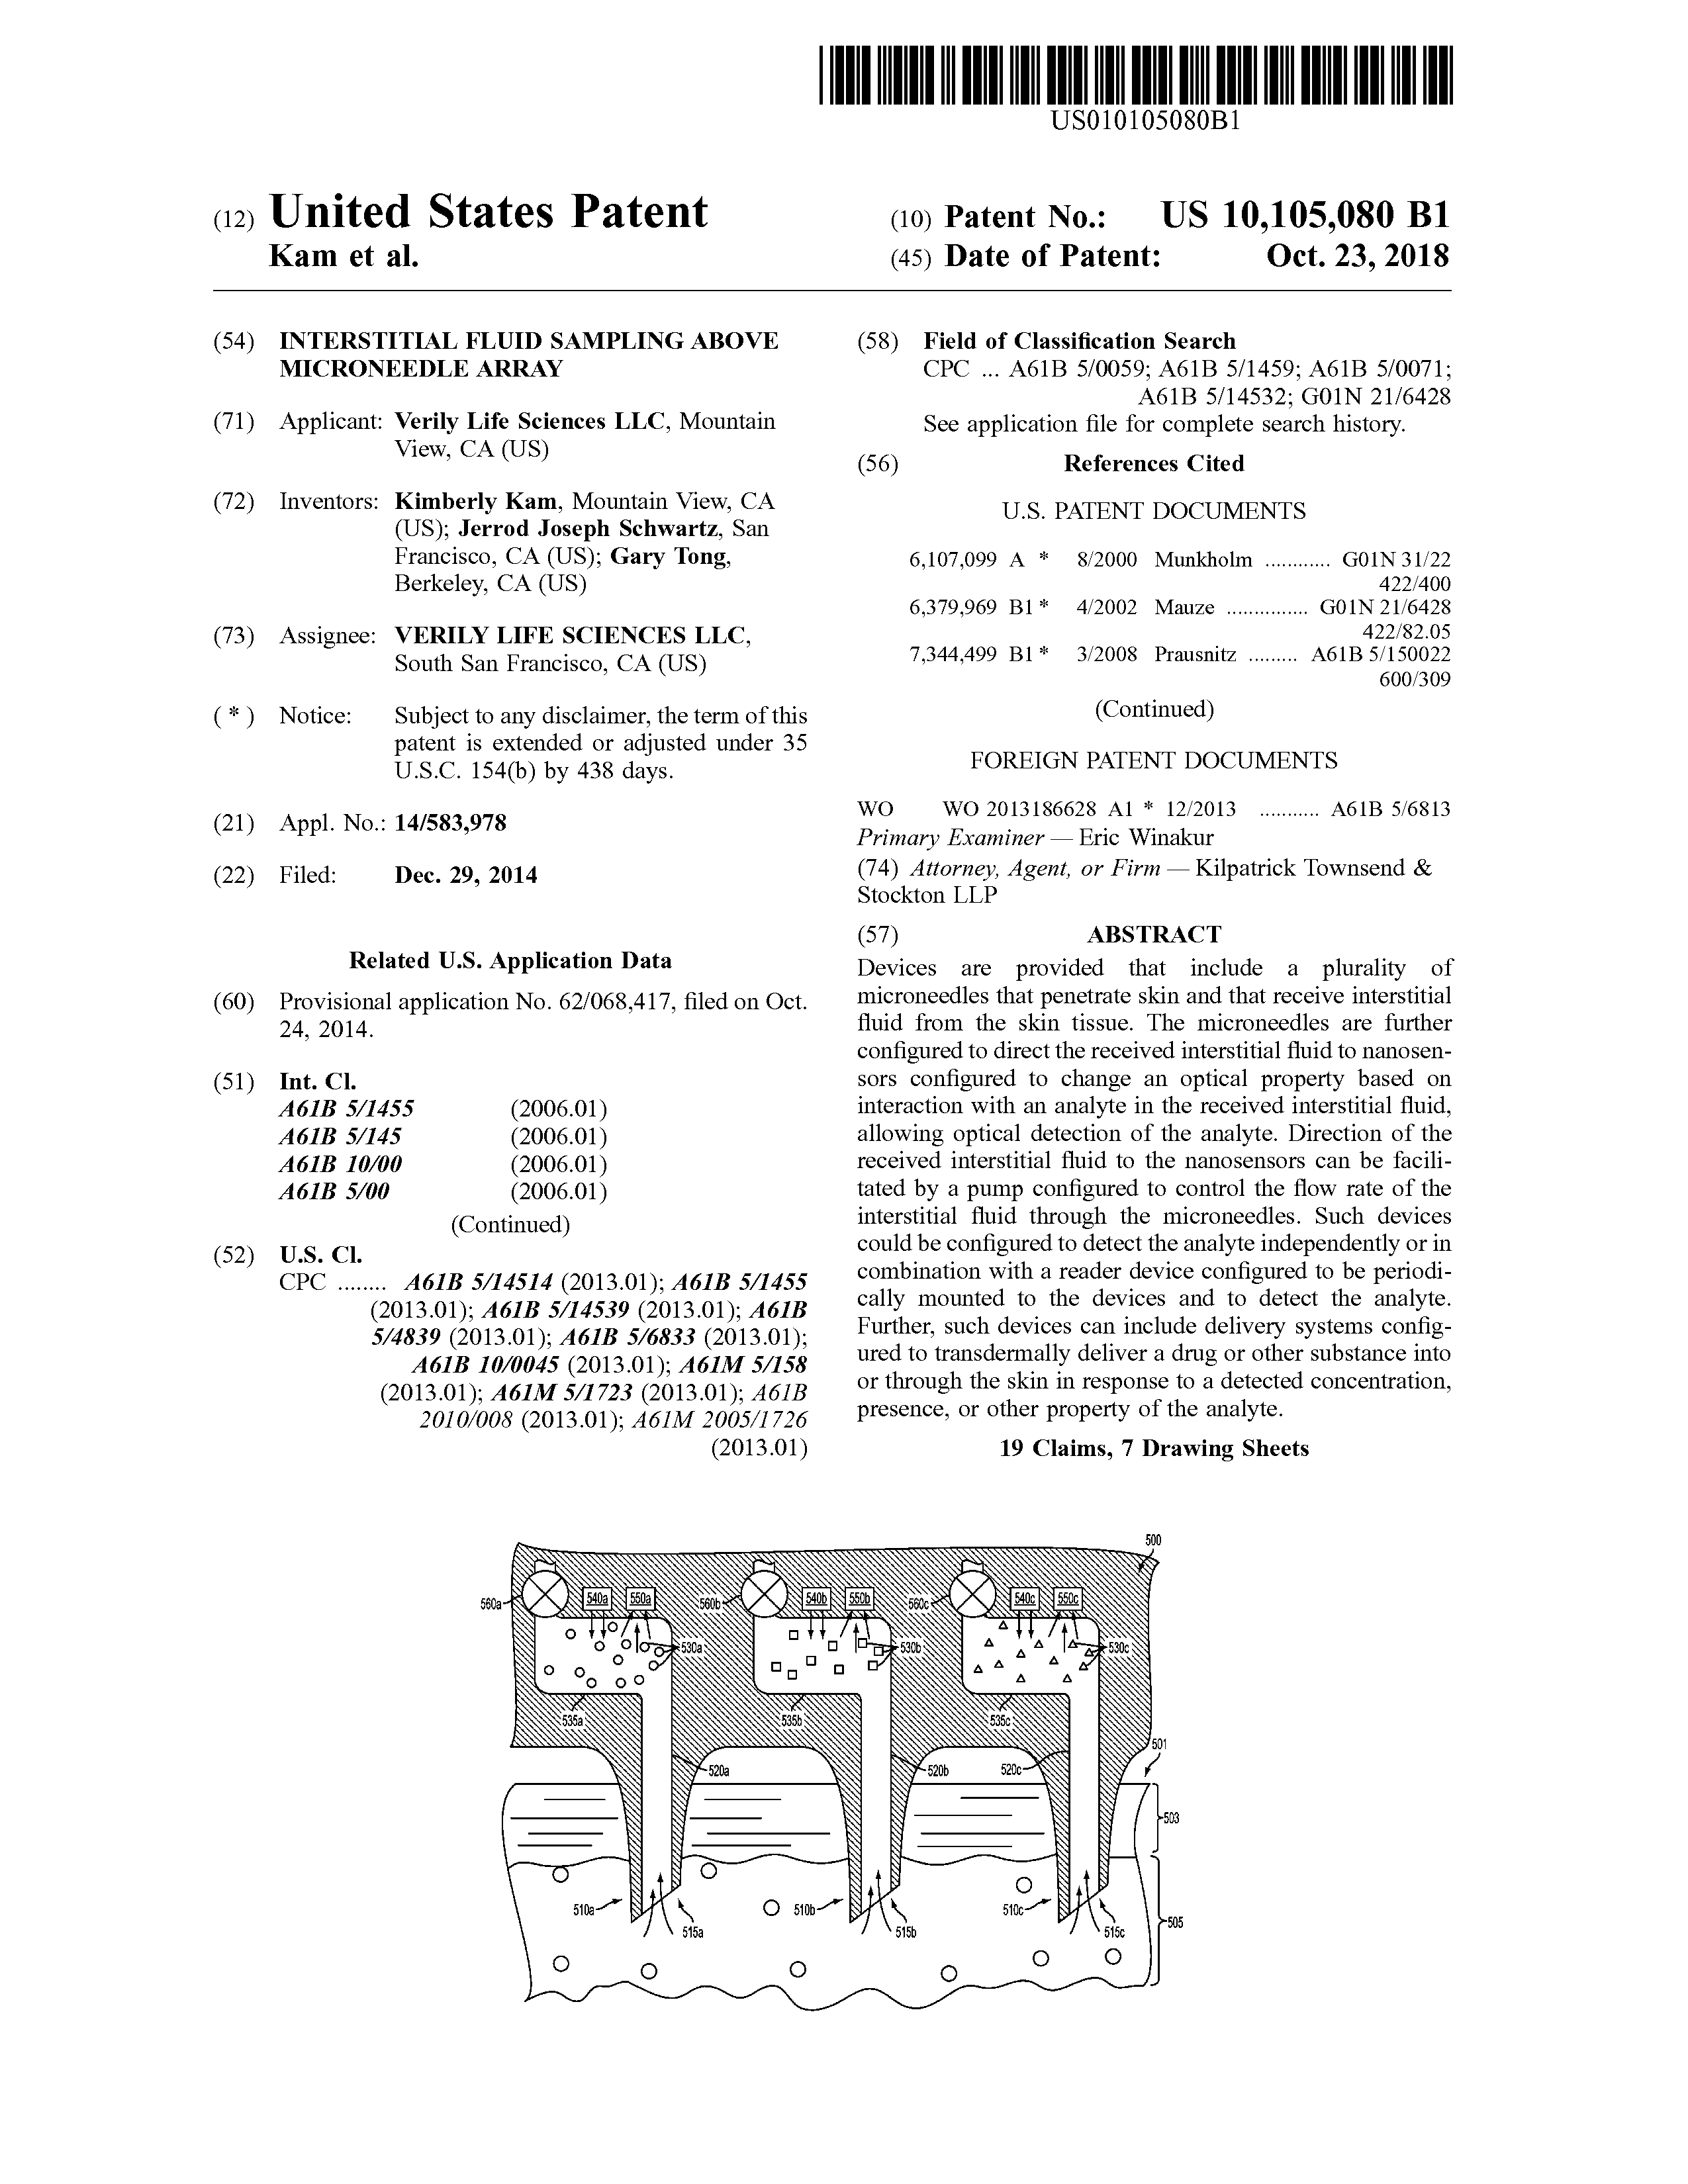 US010105080B1
(12) United States Patent
Kam et al.
(10) Patent No.: US 10,105,080 B1
(45) Date of Patent: Oct. 23, 2018
(54) INTERSTITIAL FLUID SAMPLING ABOVE
MICRONEEDLE ARRAY
(71) Applicant: Verily Life Sciences LLC, Mountain
View, CA (US)
(72) Inventors: Kimberly Kam, Mountain View, CA
(US); Jerrod Joseph Schwartz, San
Francisco, CA (US); Gary Tong,
Berkeley, CA (US)
(73) Assignee: VERILY LIFE SCIENCES LLC,
South San Francisco, CA (US)
( * ) Notice: Subject to any disclaimer, the term of this
patent is extended or adjusted under 35
U.S.C. 154(b) by 438 days.
(21) Appl. No.: 14/583,978
(22) Filed: Dec. 29, 2014
Related U.S. Application Data
(60) Provisional application No. 62/068,417, filed on Oct.
24, 2014.
(51) Int. Cl.
A61B 5/1455 (2006.01)
A61B 5/145 (2006.01)
A61B 10/00 (2006.01)
A61B 5/00 (2006.01)
(Continued)
(52) U.S. Cl.
CPC ........ A61B 5/14514 (2013.01); A61B 5/1455
(2013.01); A61B 5/14539 (2013.01); A61B
5/4839 (2013.01); A61B 5/6833 (2013.01);
A61B 10/0045 (2013.01); A61M 5/158
(2013.01); A61M 5/1723 (2013.01); A61B
2010/008 (2013.01); A61M 2005/1726
(2013.01)
(58) Field of Classification Search
CPC ... A61B 5/0059; A61B 5/1459; A61B 5/0071;
A61B 5/14532; G01N 21/6428
See application file for complete search history.
(56) References Cited
U.S. PATENT DOCUMENTS
6,107,099 A * 8/2000 Munkholm ............ G01N 31/22
422/400
6,379,969 B1 * 4/2002 Mauze ............... G01N 21/6428
422/82.05
7,344,499 B1 * 3/2008 Prausnitz ......... A61B 5/150022
600/309
(Continued)
FOREIGN PATENT DOCUMENTS
WO WO 2013186628 A1 * 12/2013 ........... A61B 5/6813
Primary Examiner — Eric Winakur
(74) Attorney, Agent, or Firm — Kilpatrick Townsend &
Stockton LLP
(57) ABSTRACT
Devices are provided that include a plurality of
microneedles that penetrate skin and that receive interstitial
fluid from the skin tissue. The microneedles are further
configured to direct the received interstitial fluid to nanosen-
sors configured to change an optical property based on
interaction with an analyte in the received interstitial fluid,
allowing optical detection of the analyte. Direction of the
received interstitial fluid to the nanosensors can be facili-
tated by a pump configured to control the flow rate of the
interstitial fluid through the microneedles. Such devices
could be configured to detect the analyte independently or in
combination with a reader device configured to be periodi-
cally mounted to the devices and to detect the analyte.
Further, such devices can include delivery systems config-
ured to transdermally deliver a drug or other substance into
or through the skin in response to a detected concentration,
presence, or other property of the analyte.
19 Claims, 7 Drawing Sheets
500
560a 540a 550a 560b 540b 550b 560c 540c 550c
530a 530b 530c
535a 535b 535c
501
520a 520b 520c
503
510a 510b 510c
515a 515b 515c
505